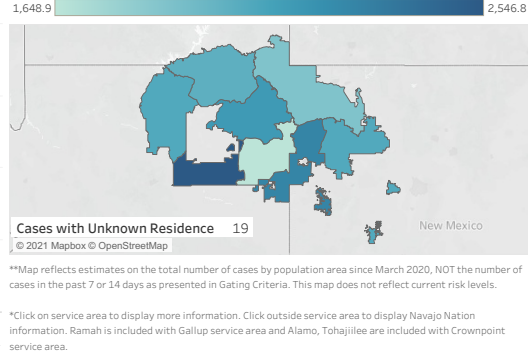 1,648.9 2,546.8
New Mexico
Cases with Unknown Residence 19
© 2021 Mapbox © OpenStreetMap
**Map reflects estimates on the total number of cases by population area since March 2020, NOT the number of
cases in the past 7 or 14 days as presented in Gating Criteria. This map does not reflect current risk levels.
*Click on service area to display more information. Click outside service area to display Navajo Nation
information. Ramah is included with Gallup service area and Alamo, Tohajiilee are included with Crownpoint
service area.